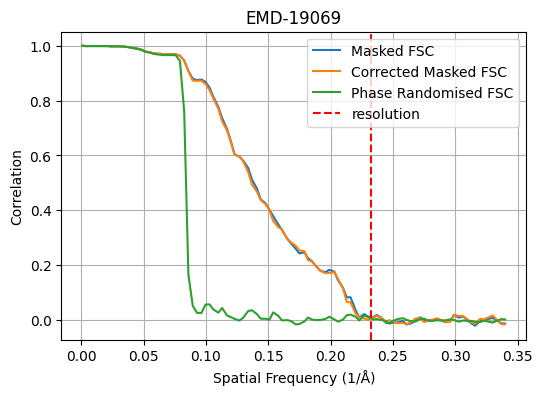 EMD-19069
Masked FSC
Corrected Masked FSC
Phase Randomised FSC
resolution
Correlation
1.0
0.8
0.6
0.4
0.2
0.0
0.00 0.05 0.10 0.15 0.20 0.25 0.30 0.35
Spatial Frequency (1/Å)